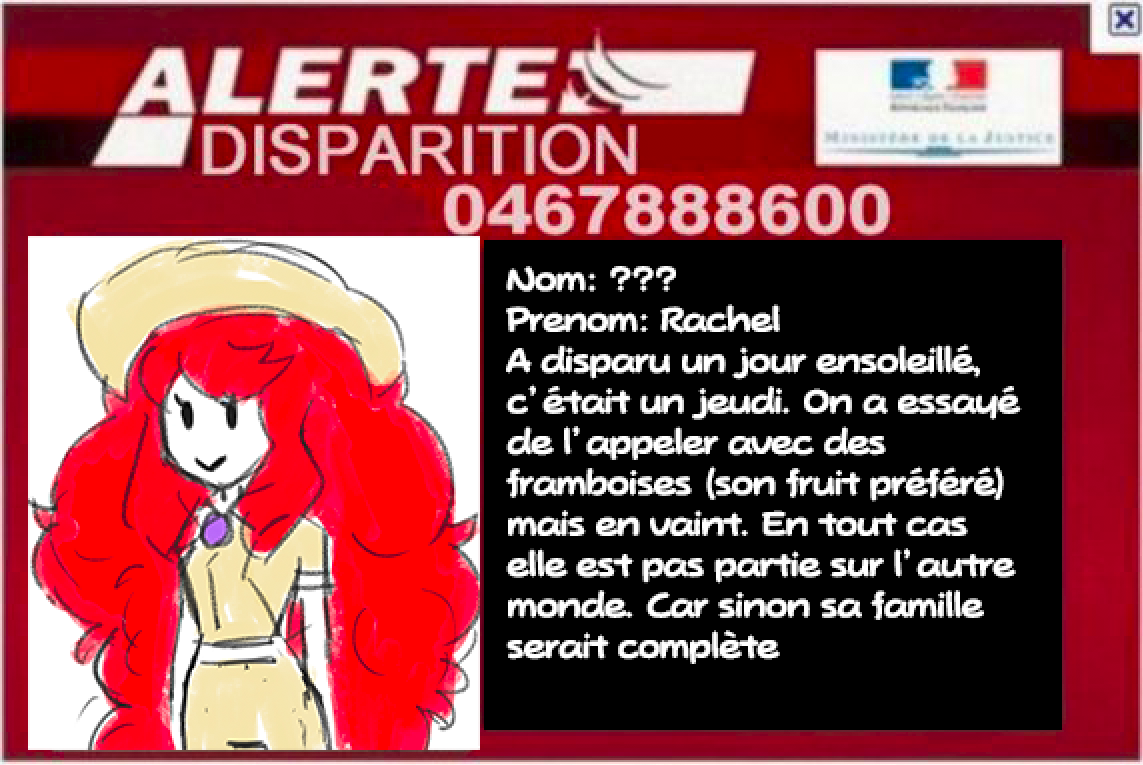 ALERTE
DISPARITION
RÉPUBLIQUE FRANÇAISE
MINISTÈRE DE LA JUSTICE
0467888600
Nom: ???
Prenom: Rachel
A disparu un jour ensoleillé,
c'était un jeudi. On a essayé
de l'appeler avec des
framboises (son fruit préféré)
mais en vaint. En tout cas
elle est pas partie sur l'autre
monde. Car sinon sa famille
serait complète